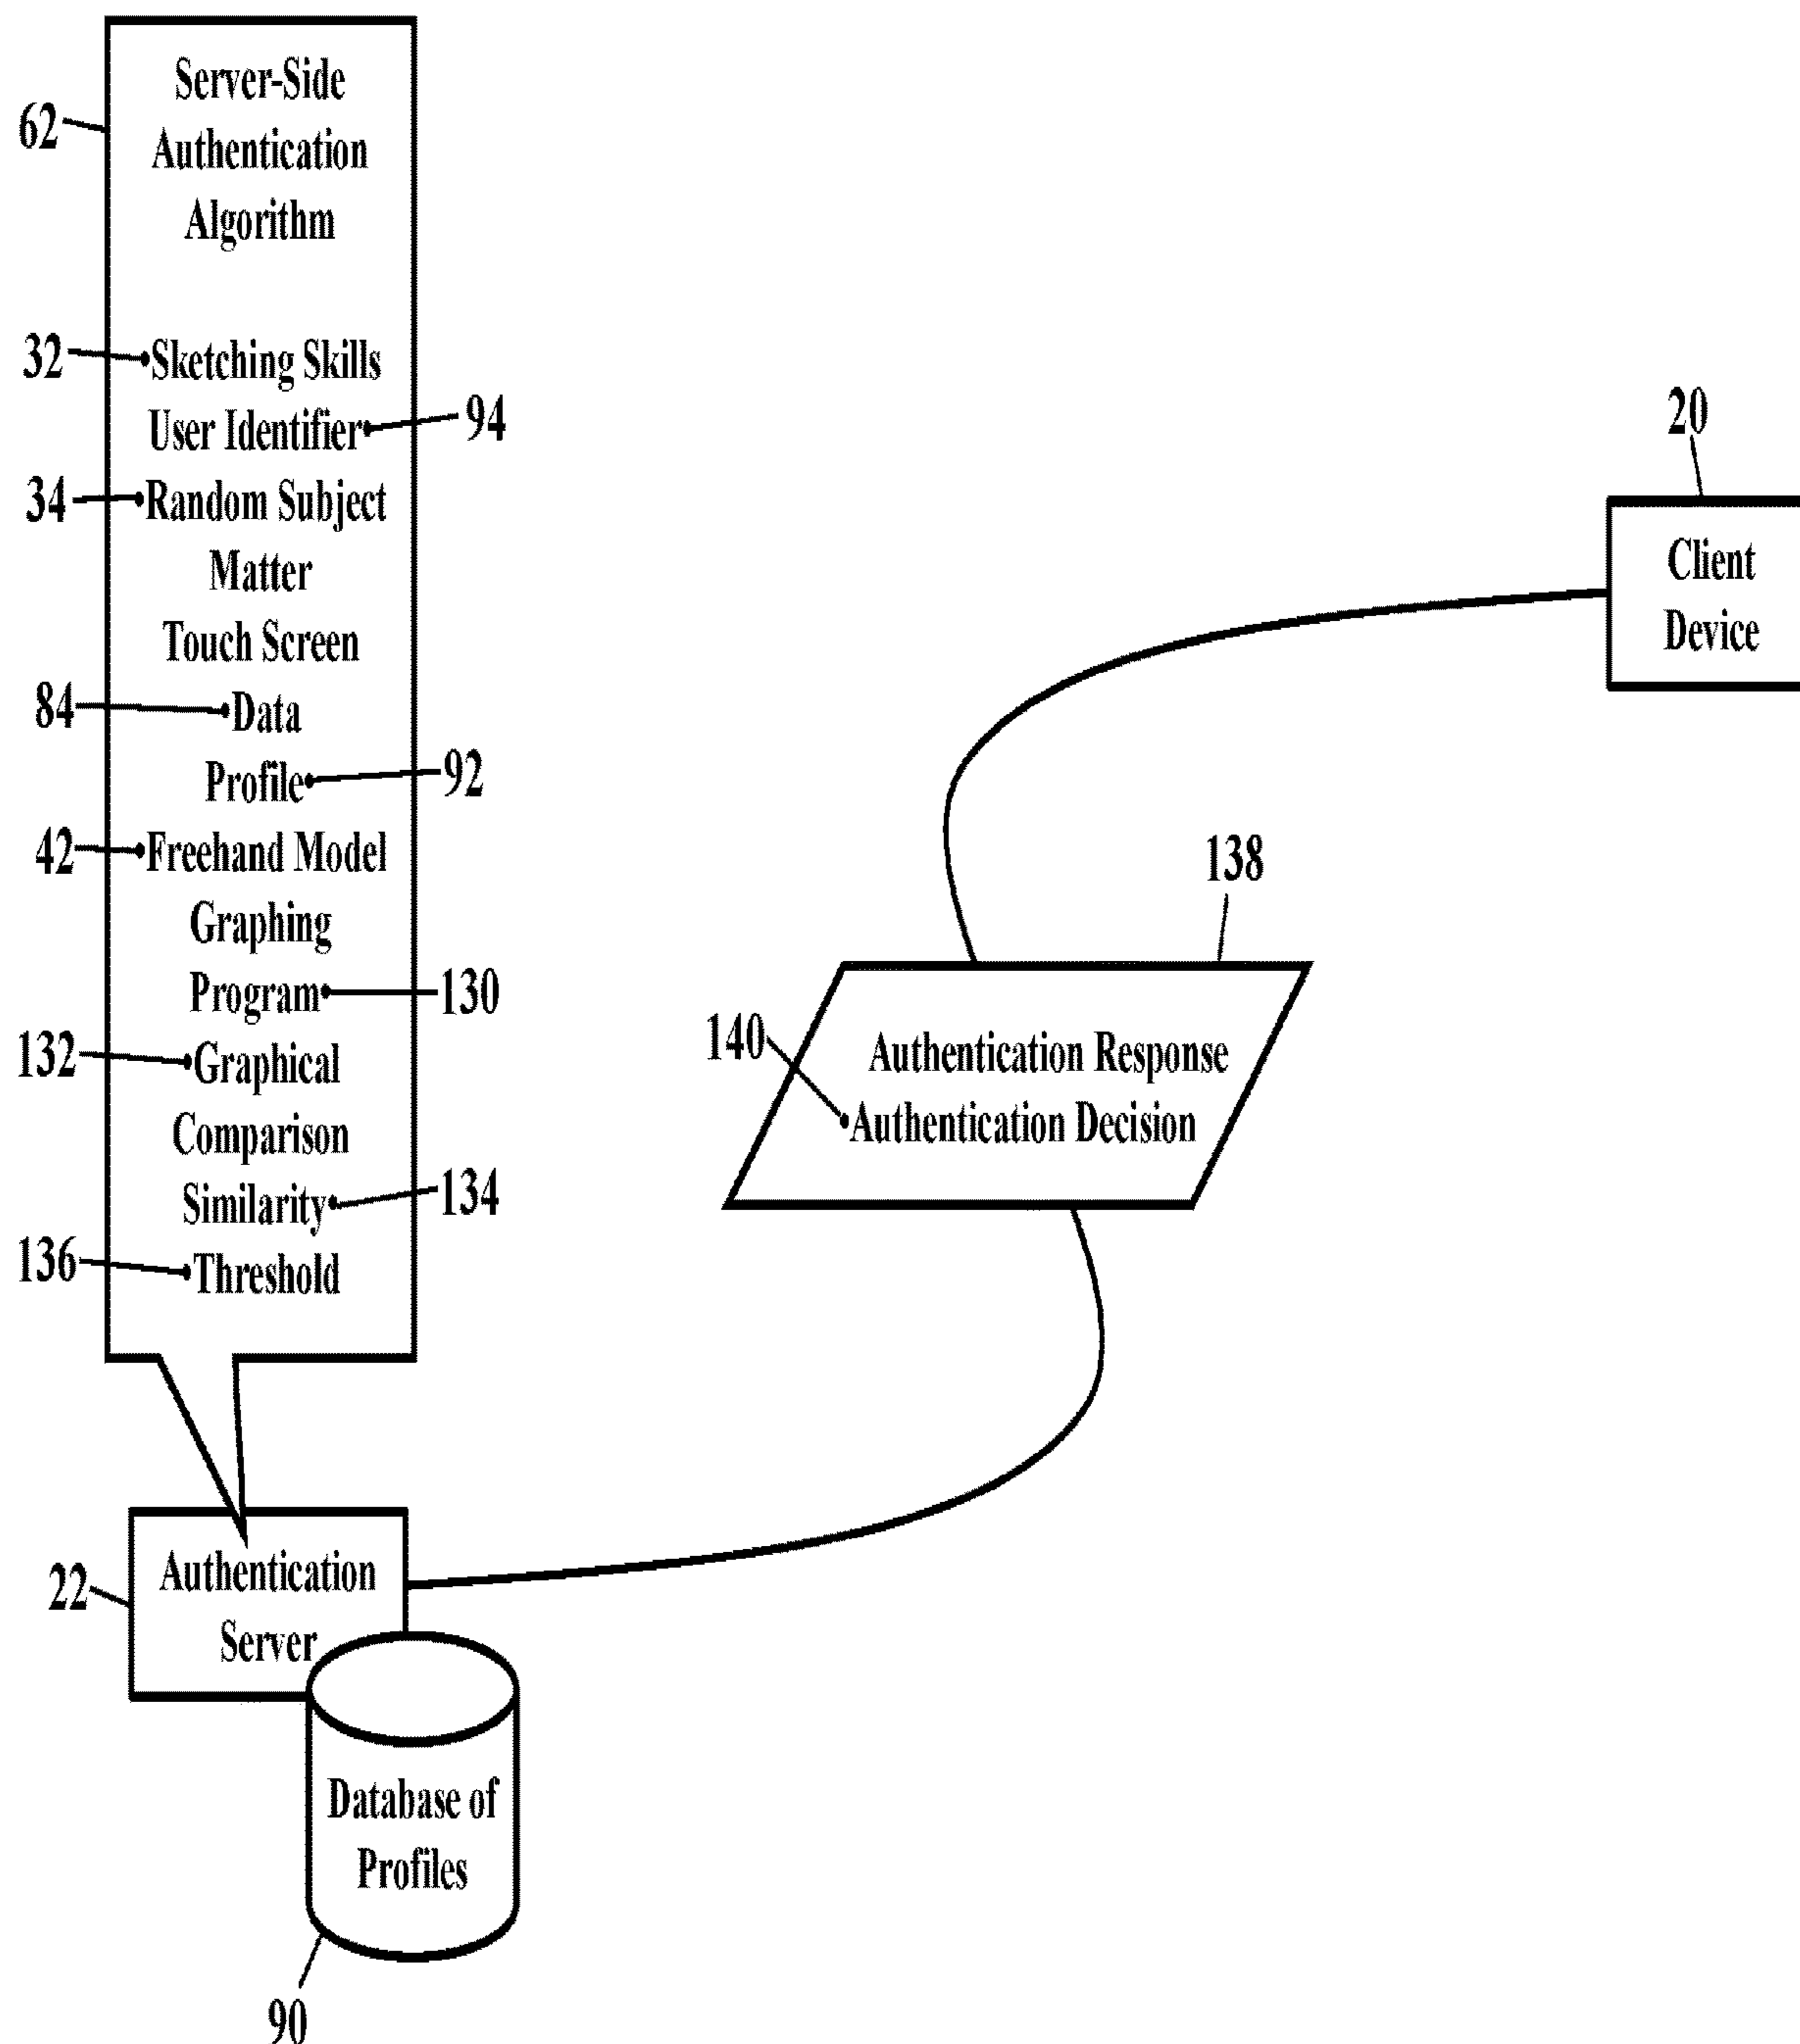 Server-Side
62
Authentication
Algorithm
32
Sketching Skills
User Identifier
94
34
Random Subject
Matter
Touch Screen
84
Data
Profile
92
42
Freehand Model
Graphing
Program
130
132
Graphical
Comparison
Similarity
134
136
Threshold
20
Client
Device
138
140
Authentication Response
Authentication Decision
22
Authentication
Server
Database of
Profiles
90